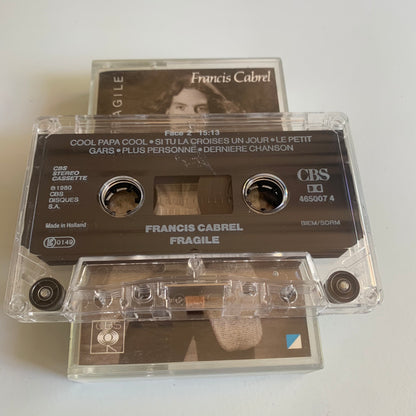 Francis Cabrel
FRAGILE
Face 2 15:13
COOL PAPA COOL • SI TU LA CROISES UN JOUR • LE PETIT
GARS • PLUS PERSONNE • DERNIERE CHANSON
CBS
STEREO
CASSETTE
℗ 1980
CBS
DISQUES
S.A.
CBS
465007 4
Made in Holland
BIEM/SDRM
0149
FRANCIS CABREL
FRAGILE
CBS